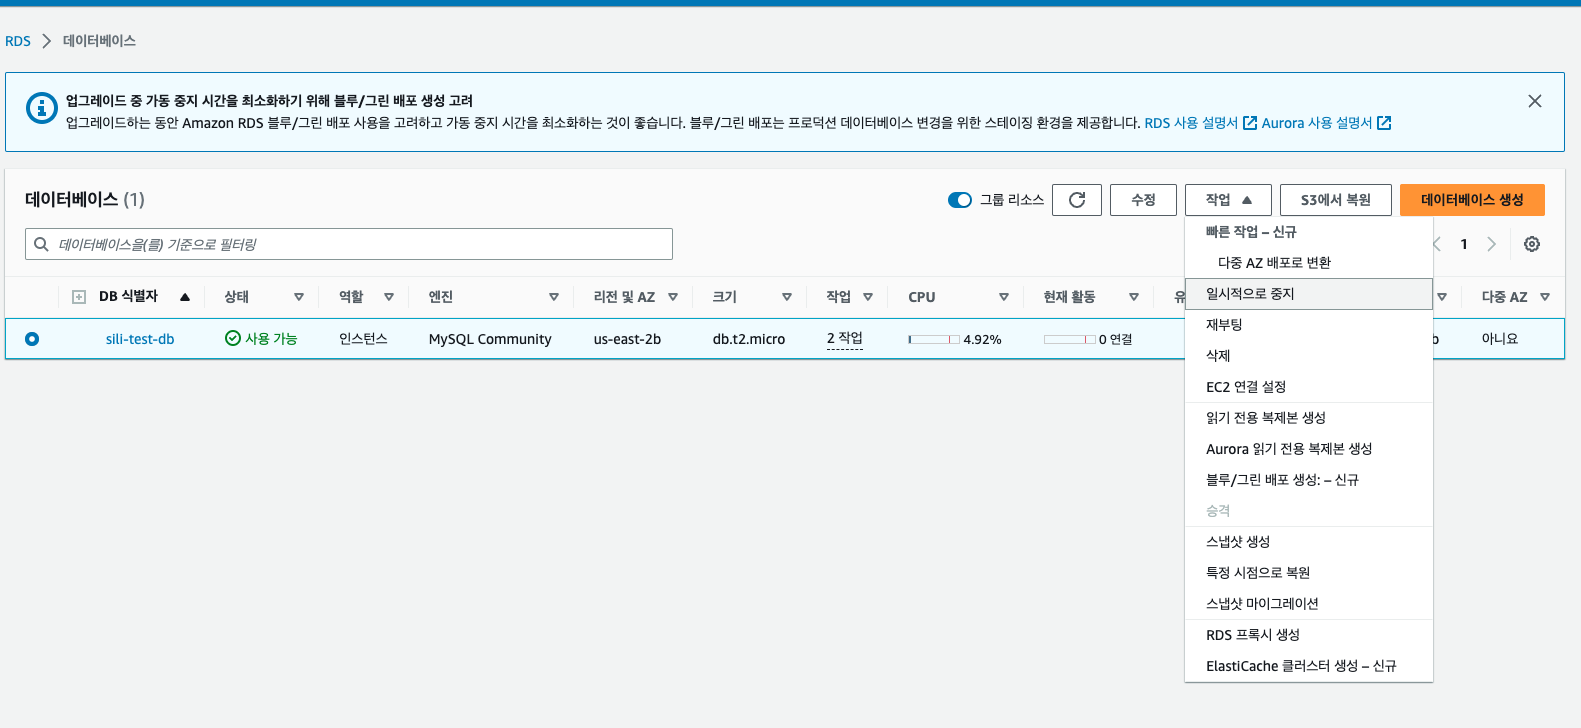 RDS > 데이터베이스
업그레이드 중 가동 중지 시간을 최소화하기 위해 블루/그린 배포 생성 고려
업그레이드하는 동안 Amazon RDS 블루/그린 배포 사용을 고려하고 가동 중지 시간을 최소화하는 것이 좋습니다. 블루/그린 배포는 프로덕션 데이터베이스 변경을 위한 스테이징 환경을 제공합니다. RDS 사용 설명서 Aurora 사용 설명서
데이터베이스 (1) 그룹 리소스 수정 작업 S3에서 복원 데이터베이스 생성
데이터베이스을(를) 기준으로 필터링
1
DB 식별자 상태 역할 엔진 리전 및 AZ 크기 작업 CPU 현재 활동 유 다중 AZ
sili-test-db 사용 가능 인스턴스 MySQL Community us-east-2b db.t2.micro 2 작업 4.92% 0 연결 b 아니요
빠른 작업 – 신규
다중 AZ 배포로 변환
일시적으로 중지
재부팅
삭제
EC2 연결 설정
읽기 전용 복제본 생성
Aurora 읽기 전용 복제본 생성
블루/그린 배포 생성: – 신규
승격
스냅샷 생성
특정 시점으로 복원
스냅샷 마이그레이션
RDS 프록시 생성
ElastiCache 클러스터 생성 – 신규